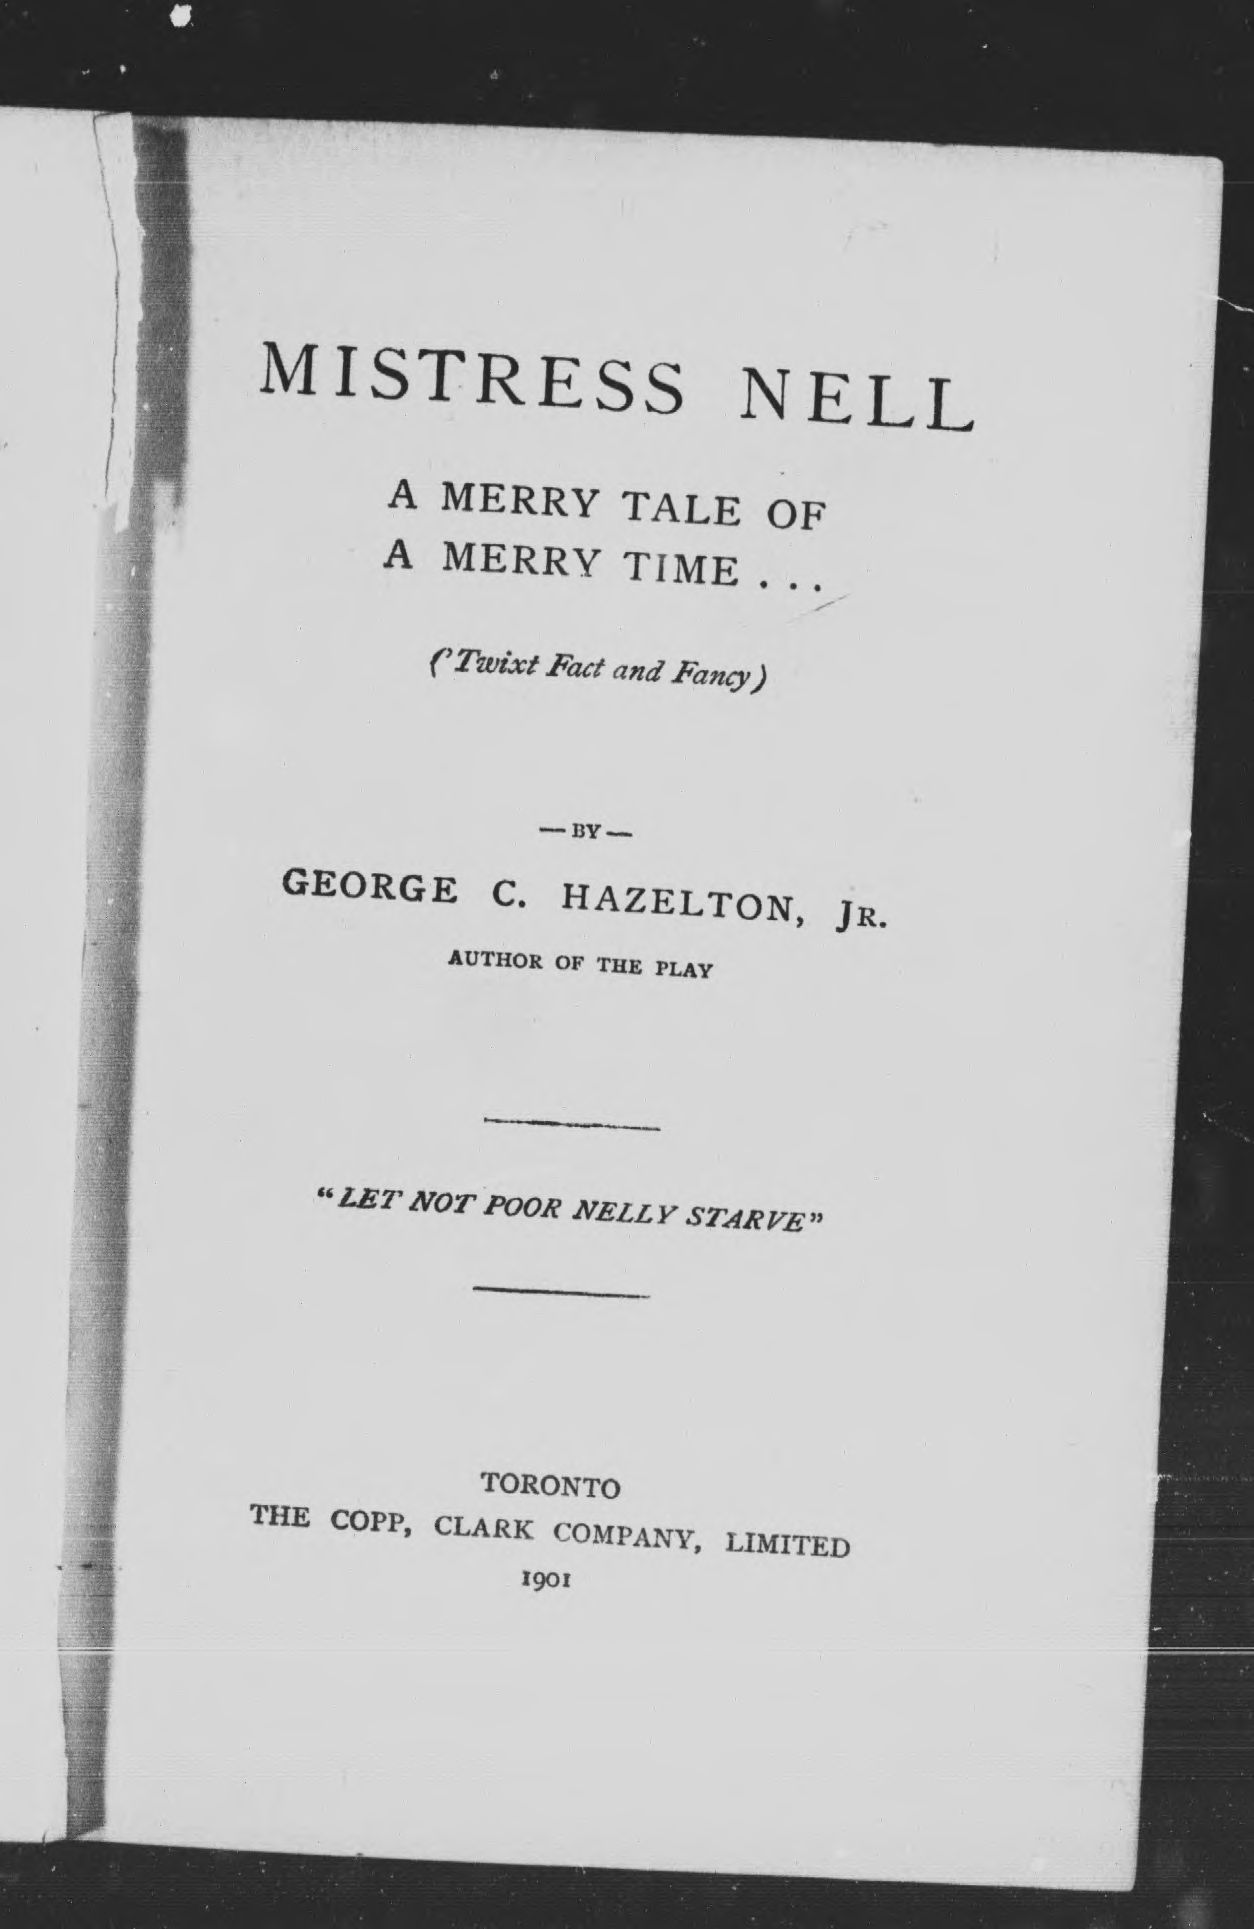 MISTRESS NELL
A MERRY TALE OF
A MERRY TIME . . .
('Twixt Fact and Fancy)
—BY—
GEORGE C. HAZELTON, JR.
AUTHOR OF THE PLAY
"LET NOT POOR NELLY STARVE"
TORONTO
THE COPP, CLARK COMPANY, LIMITED
1901